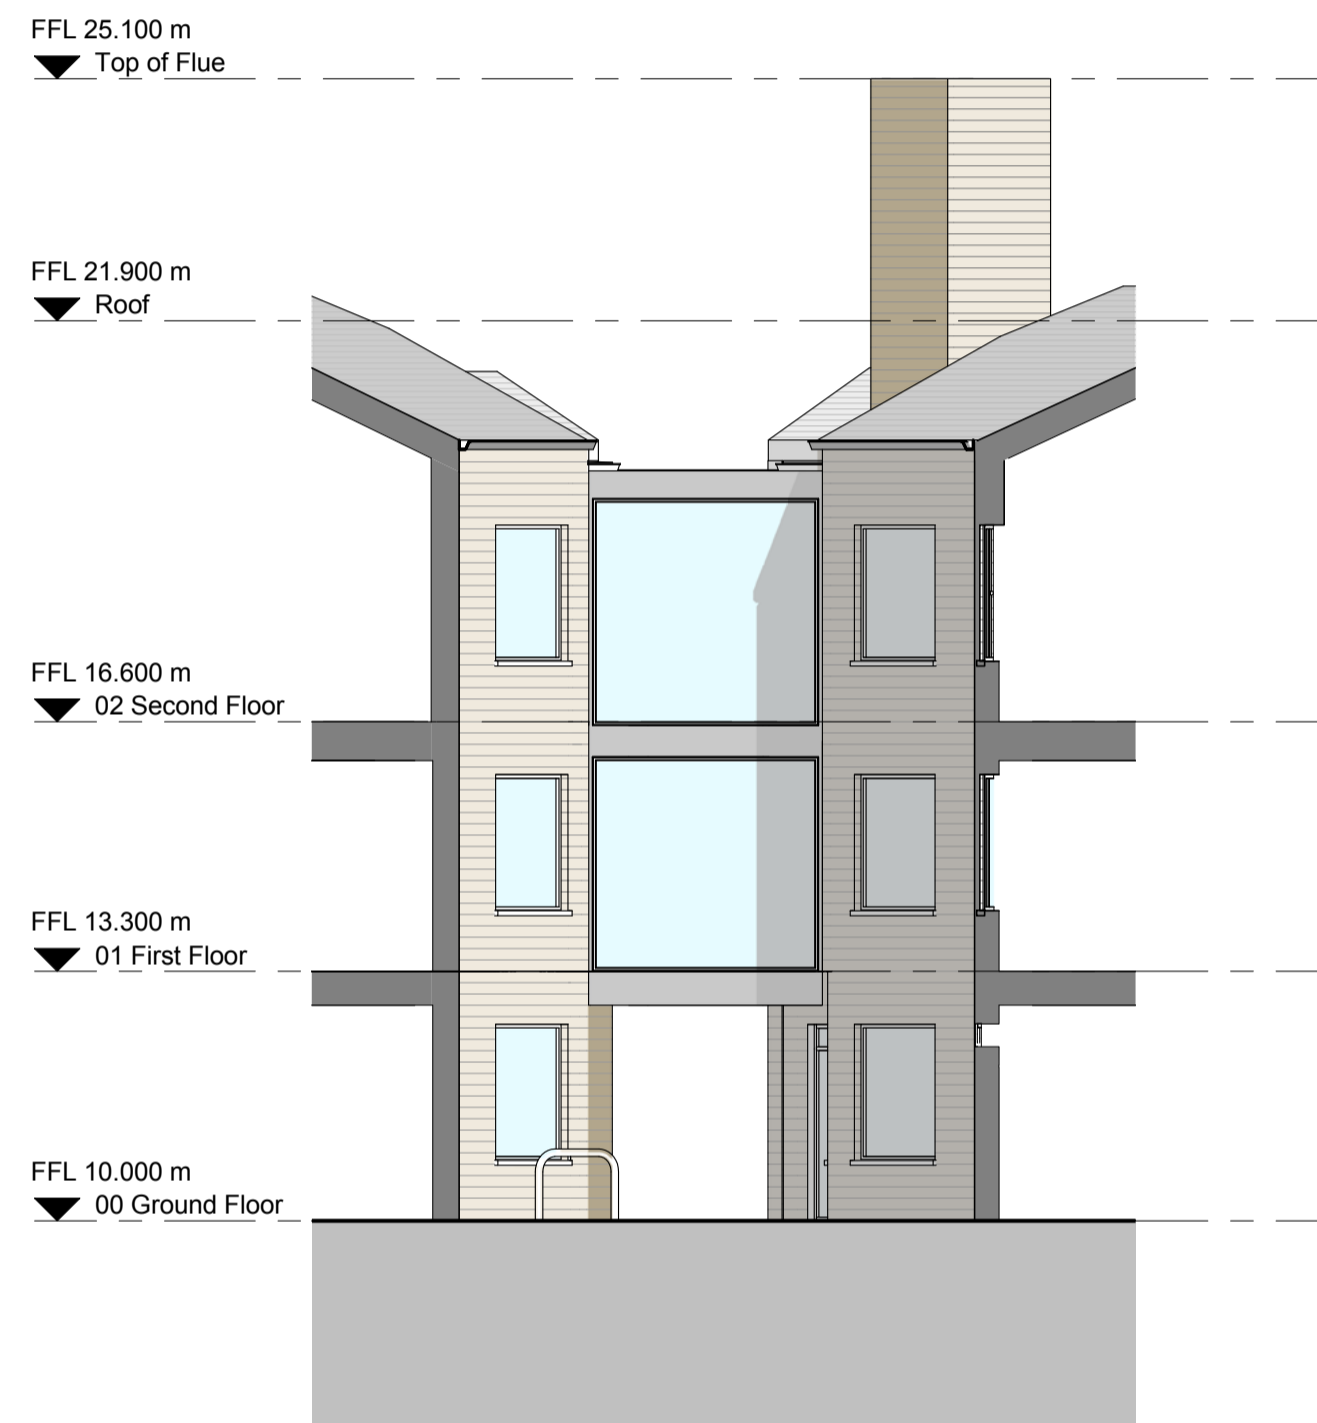 FFL 25.100 m
Top of Flue
FFL 21.900 m
Roof
FFL 16.600 m
02 Second Floor
FFL 13.300 m
01 First Floor
FFL 10.000 m
00 Ground Floor